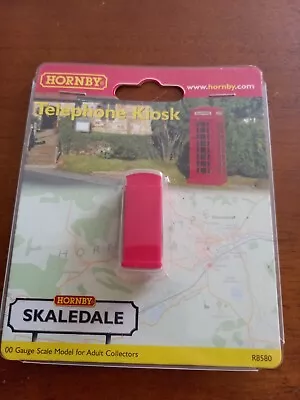 HORNBY
www.hornby.com
Telephone Kiosk
HORNBY
SKALEDALE
00 Gauge Scale Model for Adult Collectors
R8580